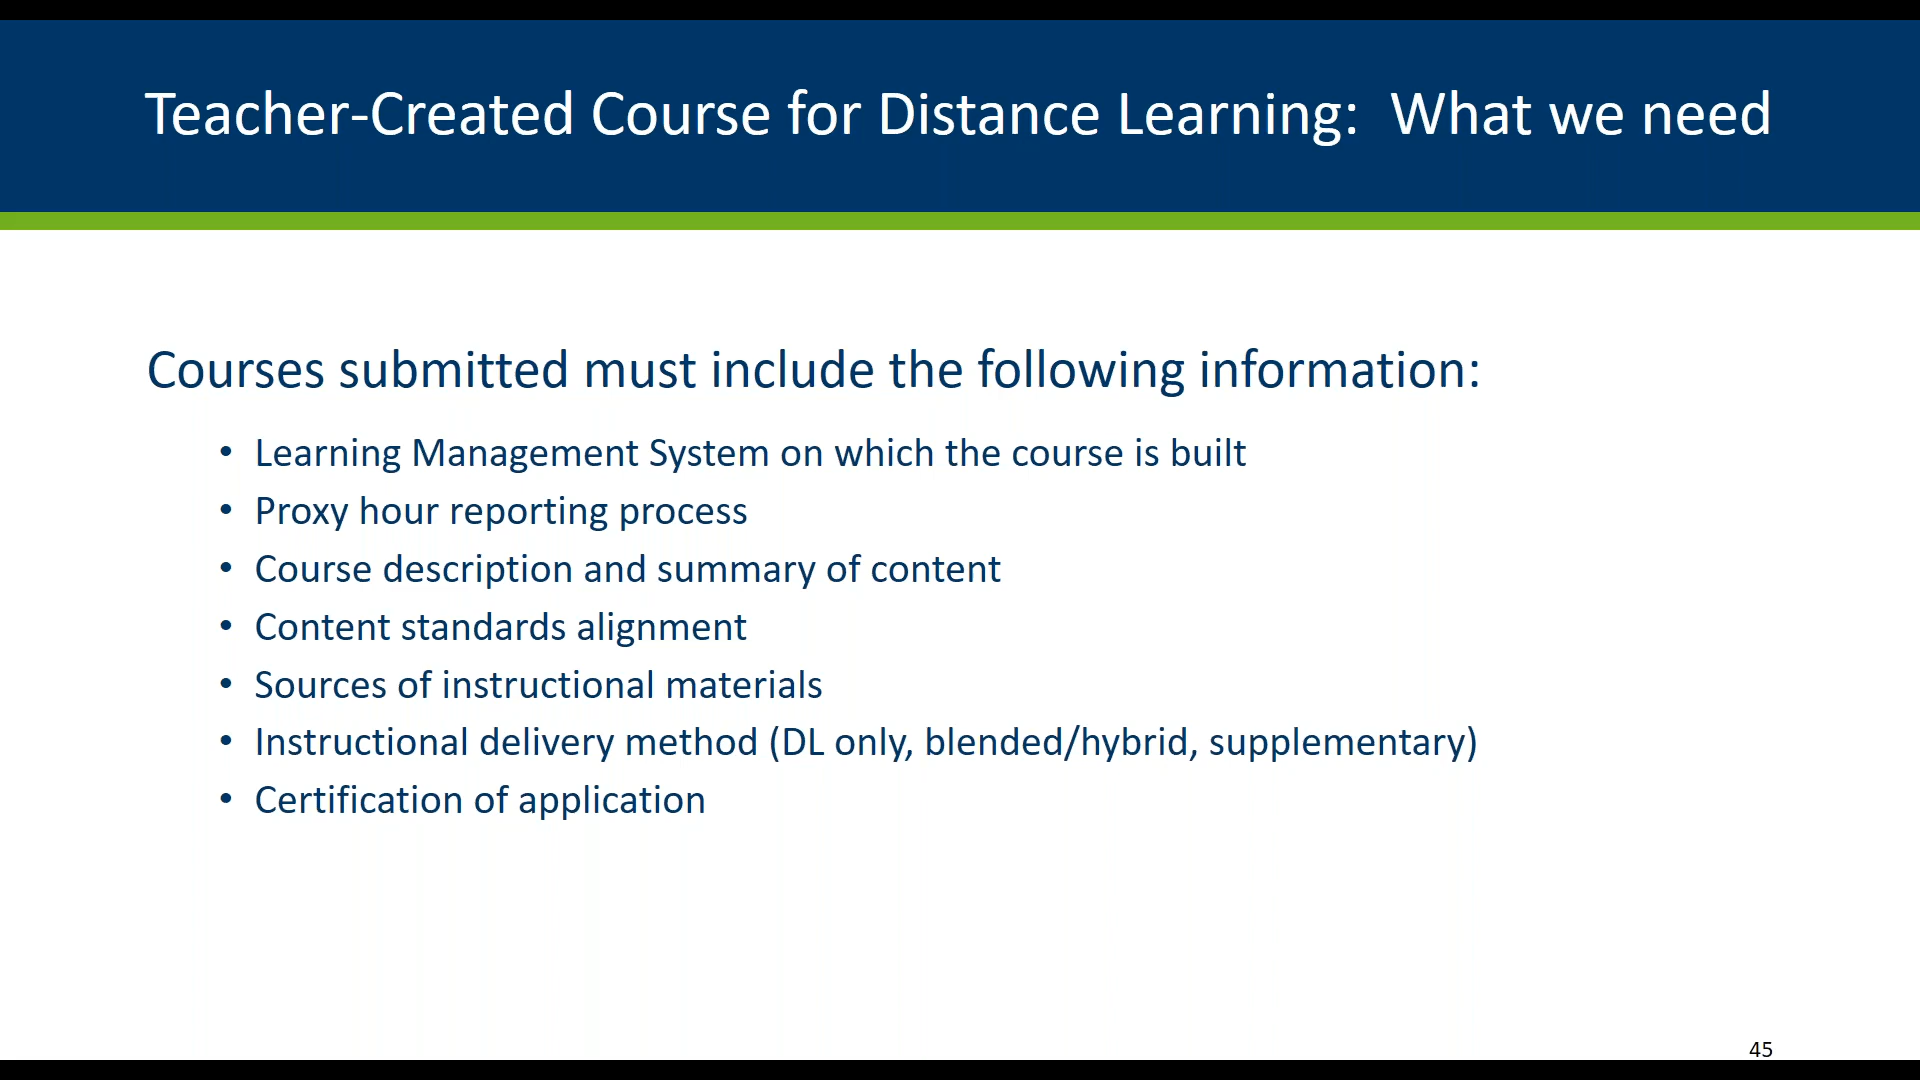 Teacher-Created Course for Distance Learning:  What we need
Courses submitted must include the following information:
• Learning Management System on which the course is built
• Proxy hour reporting process
• Course description and summary of content
• Content standards alignment
• Sources of instructional materials
• Instructional delivery method (DL only, blended/hybrid, supplementary)
• Certification of application
45